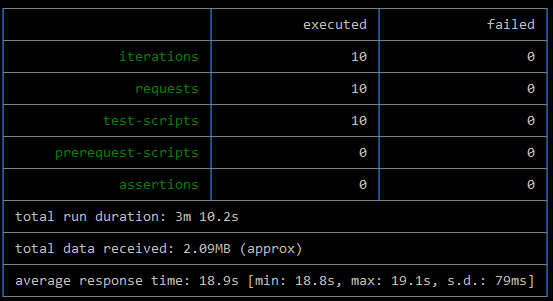 executed failed
iterations 10 0
requests 10 0
test-scripts 10 0
prerequest-scripts 0 0
assertions 0 0
total run duration: 3m 10.2s
total data received: 2.09MB (approx)
average response time: 18.9s [min: 18.8s, max: 19.1s, s.d.: 79ms]